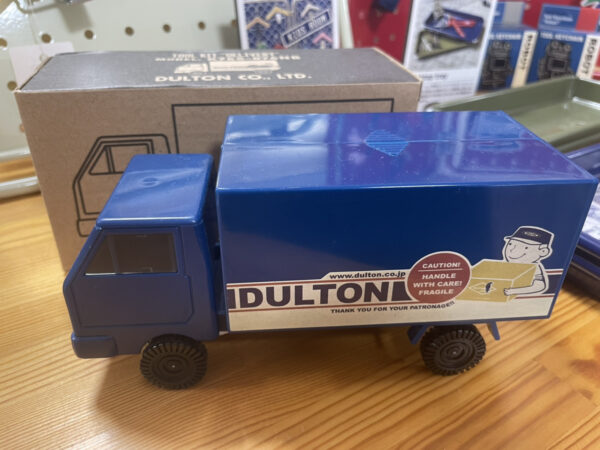 DULTON CO., LTD.
www.dulton.co.jp
DULTON
CAUTION!
HANDLE
WITH CARE!
FRAGILE
THANK YOU FOR YOUR PATRONAGE!!